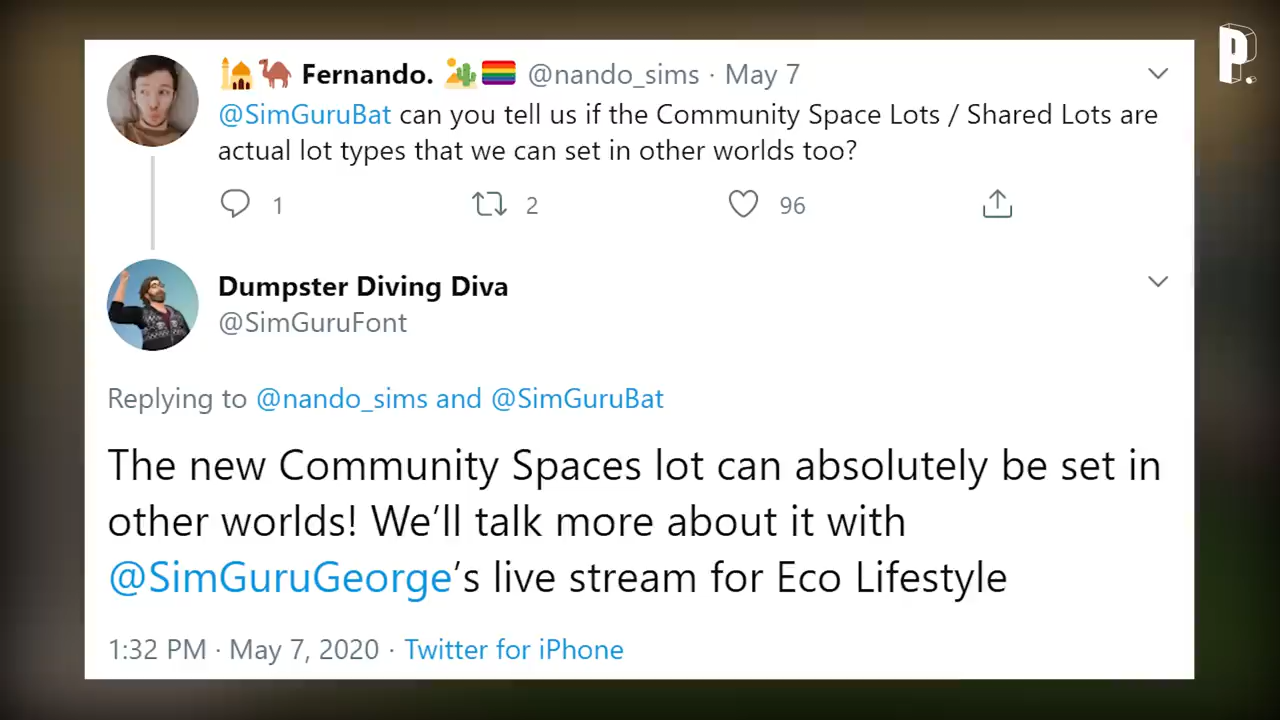 P.
🕌🐪 Fernando. 🏜️🏳️‍🌈 @nando_sims · May 7
@SimGuruBat can you tell us if the Community Space Lots / Shared Lots are
actual lot types that we can set in other worlds too?
1 2 96
Dumpster Diving Diva
@SimGuruFont
Replying to @nando_sims and @SimGuruBat
The new Community Spaces lot can absolutely be set in
other worlds! We’ll talk more about it with
@SimGuruGeorge’s live stream for Eco Lifestyle
1:32 PM · May 7, 2020 · Twitter for iPhone